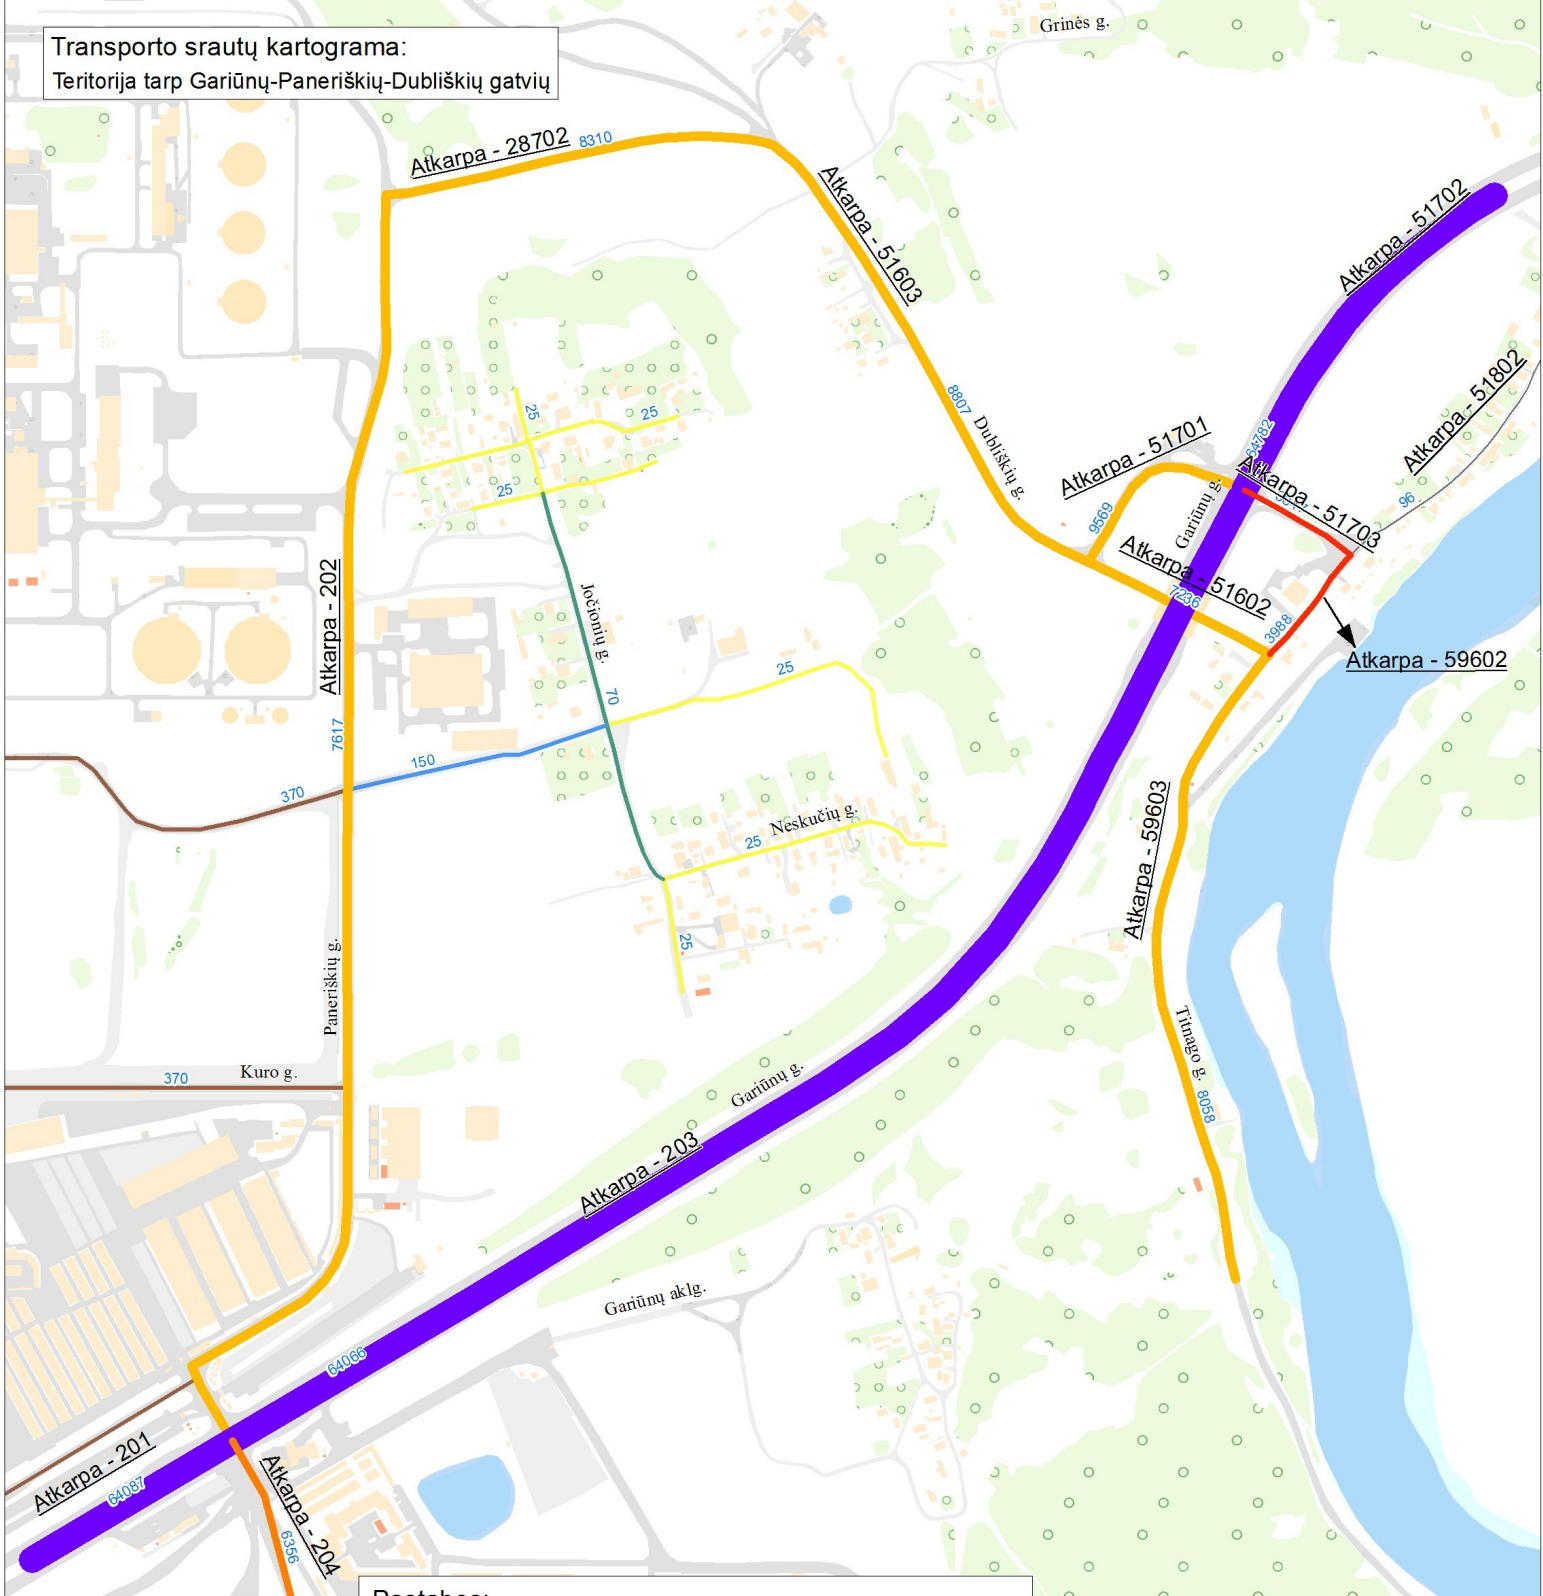 Transporto srautų kartograma:
Teritorija tarp Gariūnų-Paneriškių-Dubliškių gatvių
Grinės g.
Atkarpa - 28702
8310
Atkarpa - 51603
Atkarpa - 51702
8807
Dubliškių g.
Atkarpa - 51701
64782
Atkarpa - 51802
96
Atkarpa - 51703
Gariūnų g.
9569
Atkarpa - 51602
7236
3988
Atkarpa - 59602
25
25
25
Jočionių g.
70
25
Atkarpa - 202
7617
150
370
Neskučių g.
25
25
Atkarpa - 59603
Paneriškių g.
Titnago g.
8058
Kuro g.
370
Gariūnų g.
Atkarpa - 203
Gariūnų aklg.
64066
Atkarpa - 201
64087
Atkarpa - 204
6356